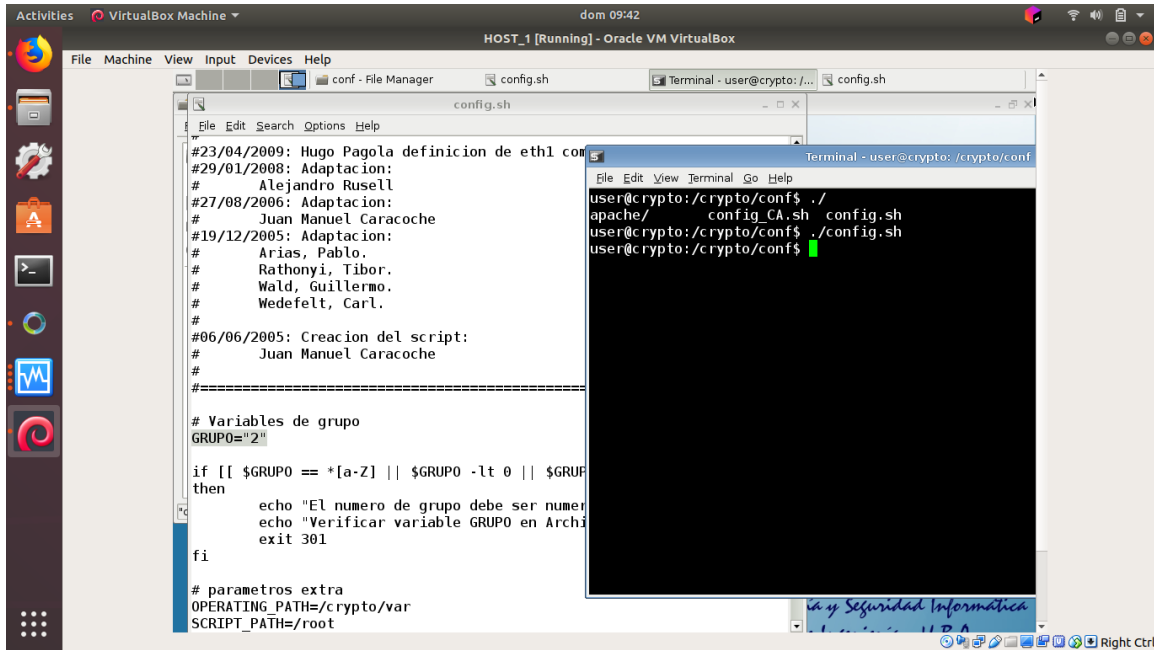 Activities VirtualBox Machine ▾ dom 09:42
HOST_1 [Running] - Oracle VM VirtualBox
File Machine View Input Devices Help
conf - File Manager config.sh Terminal - user@crypto: /... config.sh
config.sh
File Edit Search Options Help
#
#23/04/2009: Hugo Pagola definicion de eth1 com
#29/01/2008: Adaptacion:
# Alejandro Rusell
#27/08/2006: Adaptacion:
# Juan Manuel Caracoche
#19/12/2005: Adaptacion:
# Arias, Pablo.
# Rathonyi, Tibor.
# Wald, Guillermo.
# Wedefelt, Carl.
#
#06/06/2005: Creacion del script:
# Juan Manuel Caracoche
#
#==============================================
# Variables de grupo
GRUPO="2"
if [[ $GRUPO == *[a-Z] || $GRUPO -lt 0 || $GRUP
then
echo "El numero de grupo debe ser numer
echo "Verificar variable GRUPO en Archi
exit 301
fi
# parametros extra
OPERATING_PATH=/crypto/var
SCRIPT_PATH=/root
Terminal - user@crypto: /crypto/conf
File Edit View Terminal Go Help
user@crypto:/crypto/conf$ ./
apache/ config_CA.sh config.sh
user@crypto:/crypto/conf$ ./config.sh
user@crypto:/crypto/conf$
ía y Seguridad Informática
Right Ctrl